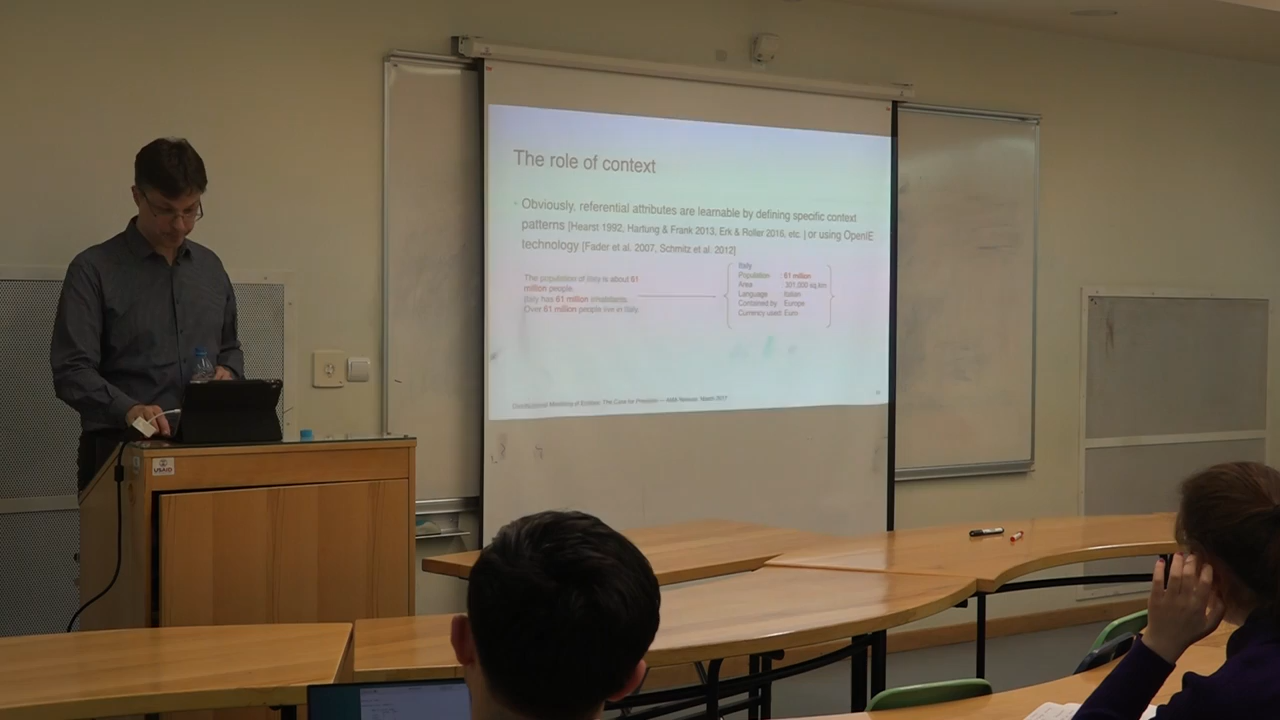 The role of context
Obviously, referential attributes are learnable by defining specific context
patterns [Hearst 1992, Hartung & Frank 2013, Erk & Roller 2016, etc.] or using OpenIE
technology [Fader et al. 2007, Schmitz et al. 2012]
The population of Italy is about 61
million people.
Italy has 61 million inhabitants.
Over 61 million people live in Italy.
Italy
Population : 61 million
Area : 301,000 sq.km
Language : Italian
Contained by : Europe
Currency used: Euro
USAID